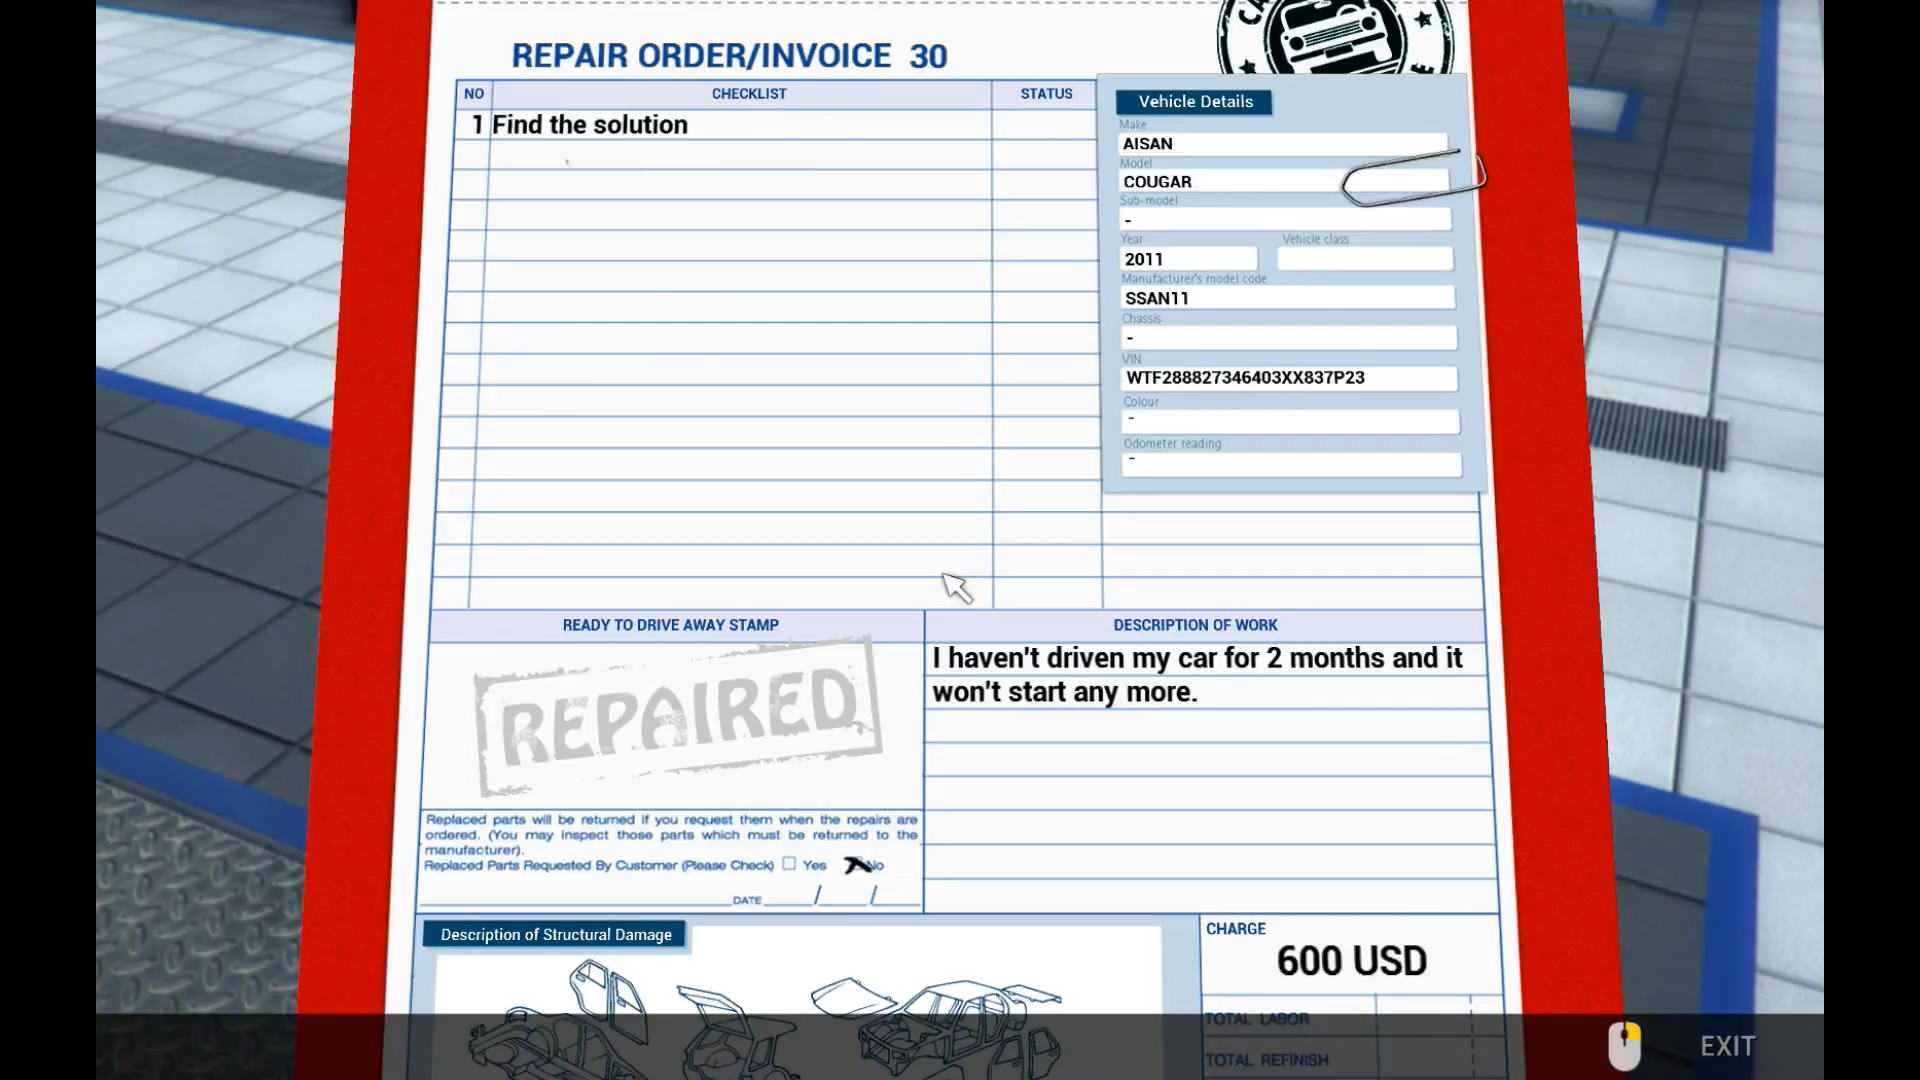 REPAIR ORDER/INVOICE 30
NO CHECKLIST STATUS
1 Find the solution
Vehicle Details
Make
AISAN
Model
COUGAR
Sub-model
-
Year Vehicle class
2011
Manufacturer's model code
SSAN11
Chassis
-
VIN
WTF288827346403XX837P23
Colour
-
Odometer reading
-
READY TO DRIVE AWAY STAMP
REPAIRED
DESCRIPTION OF WORK
I haven't driven my car for 2 months and it
won't start any more.
Replaced parts will be returned if you request them when the repairs are
ordered. (You may inspect those parts which must be returned to the
manufacturer).
Replaced Parts Requested By Customer (Please Check) Yes No
DATE / /
Description of Structural Damage
CHARGE
600 USD
TOTAL LABOR
TOTAL REFINISH
EXIT